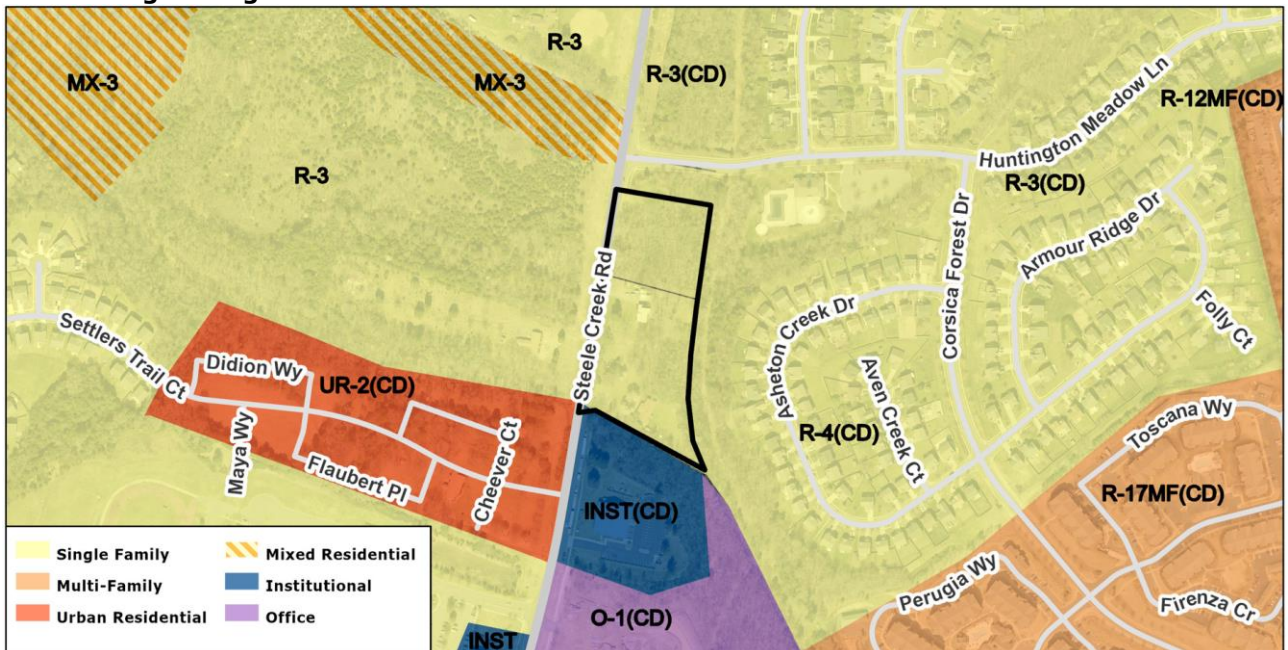 R-3
MX-3
MX-3
R-3(CD)
R-12MF(CD)
Huntington Meadow Ln
R-3
R-3(CD)
Corsica Forest Dr
Armour Ridge Dr
Steele Creek Rd
Asheton Creek Dr
Folly Ct
Settlers Trail Ct
Didion Wy
UR-2(CD)
Aven Creek Ct
Maya Wy
Flaubert Pl
Cheever Ct
R-4(CD)
Toscana Wy
R-17MF(CD)
INST(CD)
Perugia Wy
Firenza Cr
O-1(CD)
INST
Single Family
Mixed Residential
Multi-Family
Institutional
Urban Residential
Office